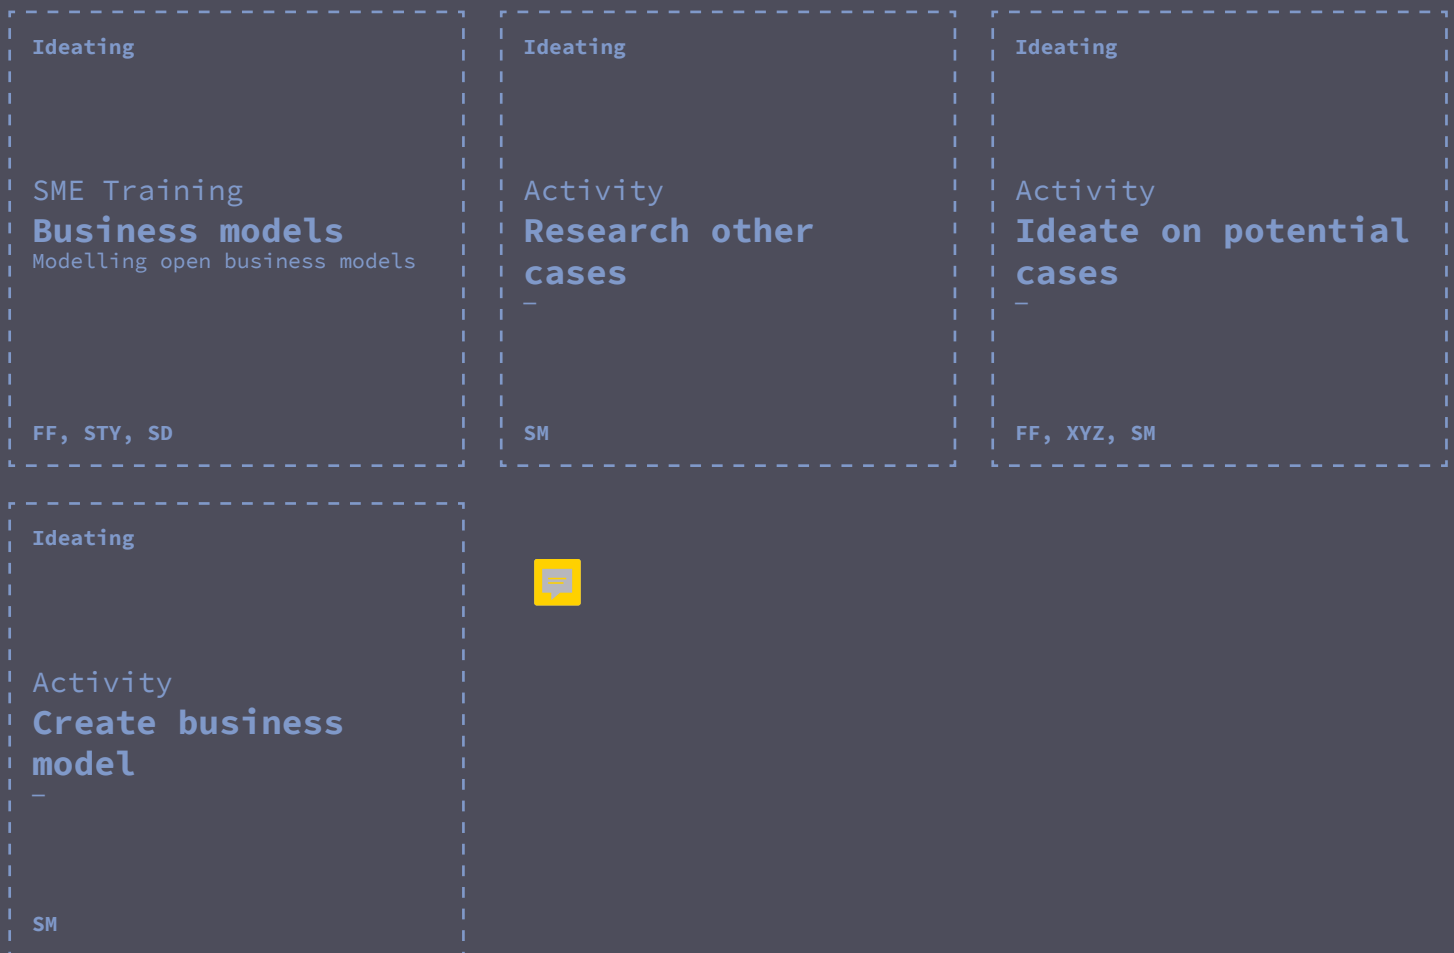 Ideating
SME Training
Business models
Modelling open business models
FF, STY, SD
Ideating
Activity
Research other
cases
—
SM
Ideating
Activity
Ideate on potential
cases
—
FF, XYZ, SM
Ideating
Activity
Create business
model
—
SM